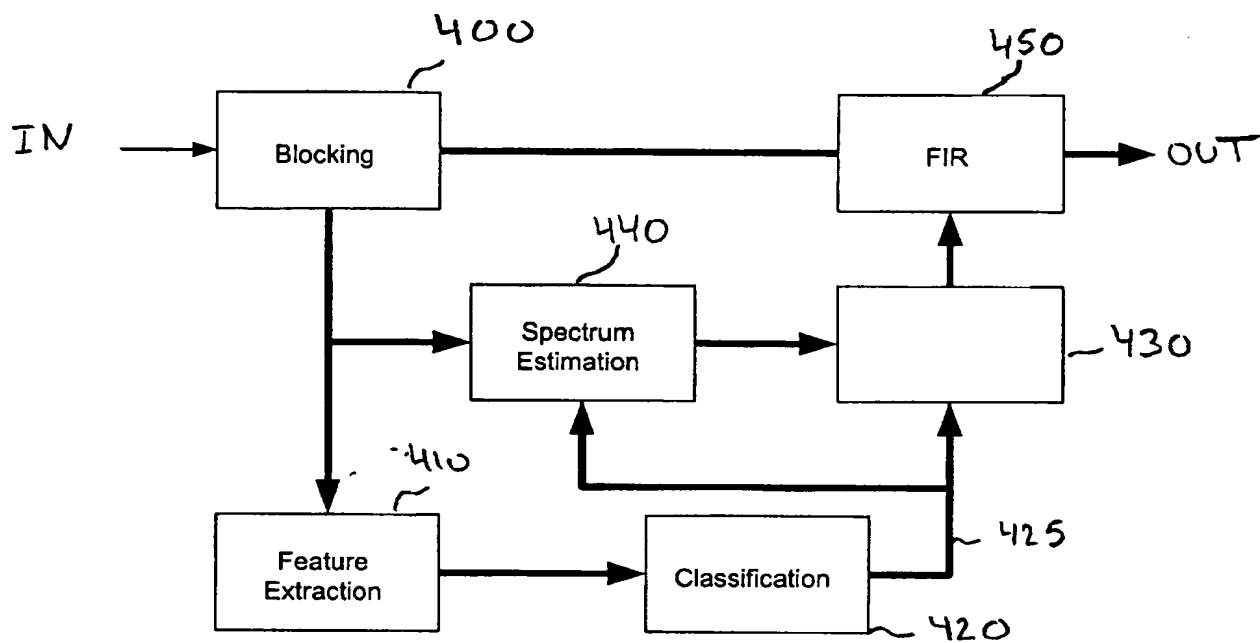 400
450
IN
Blocking
FIR
OUT
440
Spectrum
Estimation
430
410
Feature
Extraction
Classification
425
420